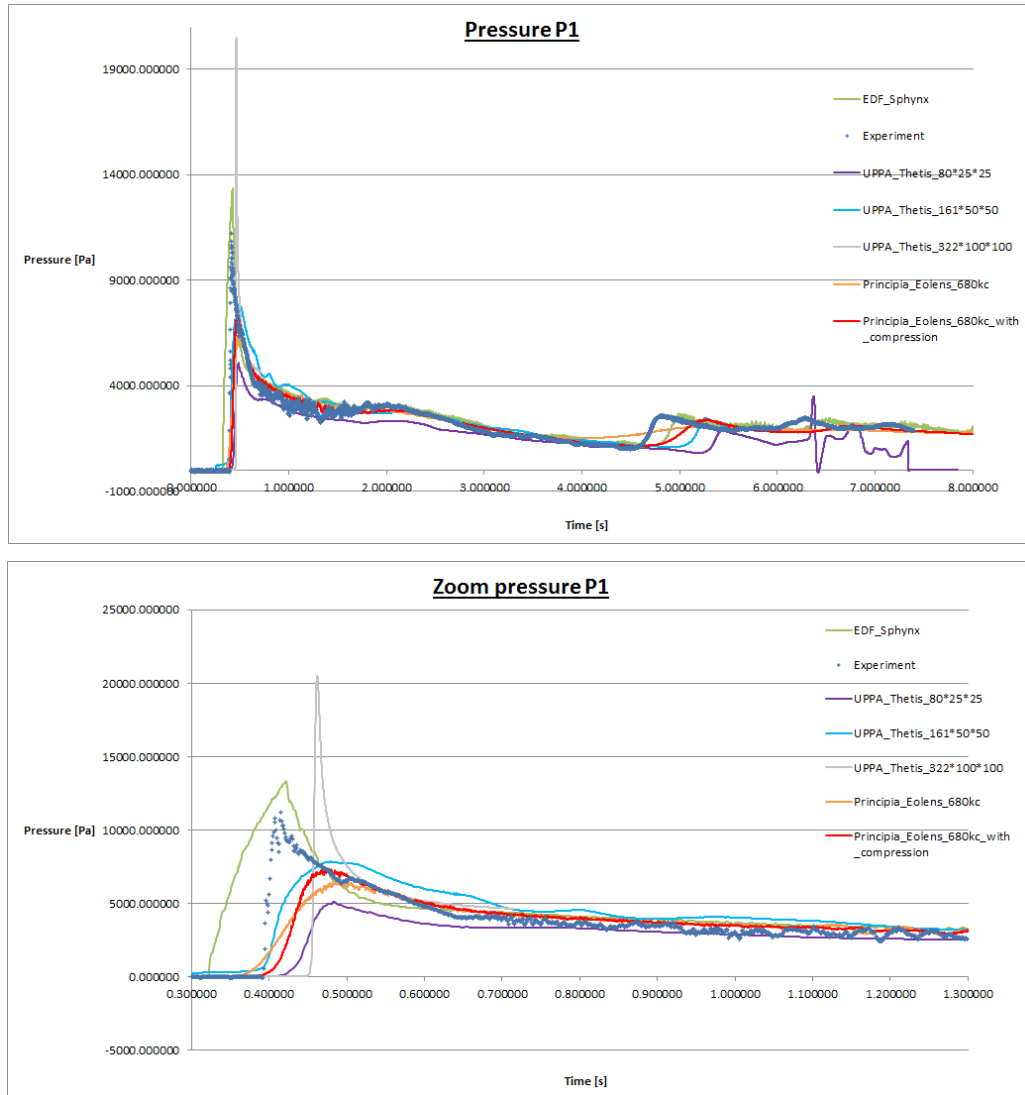 Pressure P1
19000.000000
14000.000000
Pressure [Pa]
9000.000000
4000.000000
-1000.000000
0.000000 1.000000 2.000000 3.000000 4.000000 5.000000 6.000000 7.000000 8.000000
Time [s]
EDF_Sphynx
Experiment
UPPA_Thetis_80*25*25
UPPA_Thetis_161*50*50
UPPA_Thetis_322*100*100
Principia_Eolens_680kc
Principia_Eolens_680kc_with
_compression
Zoom pressure P1
25000.000000
20000.000000
15000.000000
Pressure [Pa]
10000.000000
5000.000000
0.000000
-5000.000000
0.300000 0.400000 0.500000 0.600000 0.700000 0.800000 0.900000 1.000000 1.100000 1.200000 1.300000
Time [s]
EDF_Sphynx
Experiment
UPPA_Thetis_80*25*25
UPPA_Thetis_161*50*50
UPPA_Thetis_322*100*100
Principia_Eolens_680kc
Principia_Eolens_680kc_with
_compression